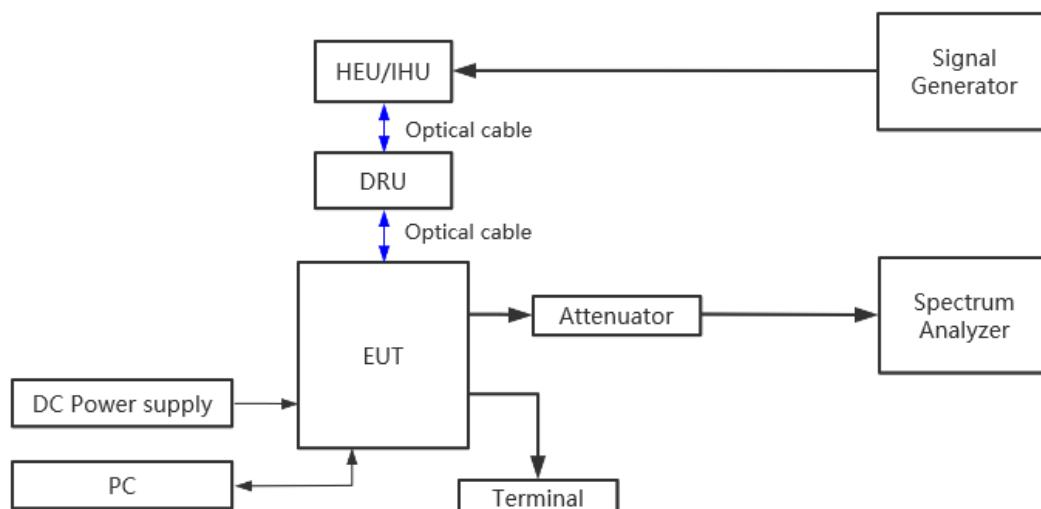 HEU/IHU
Signal
Generator
Optical cable
DRU
Optical cable
EUT
Attenuator
Spectrum
Analyzer
DC Power supply
PC
Terminal